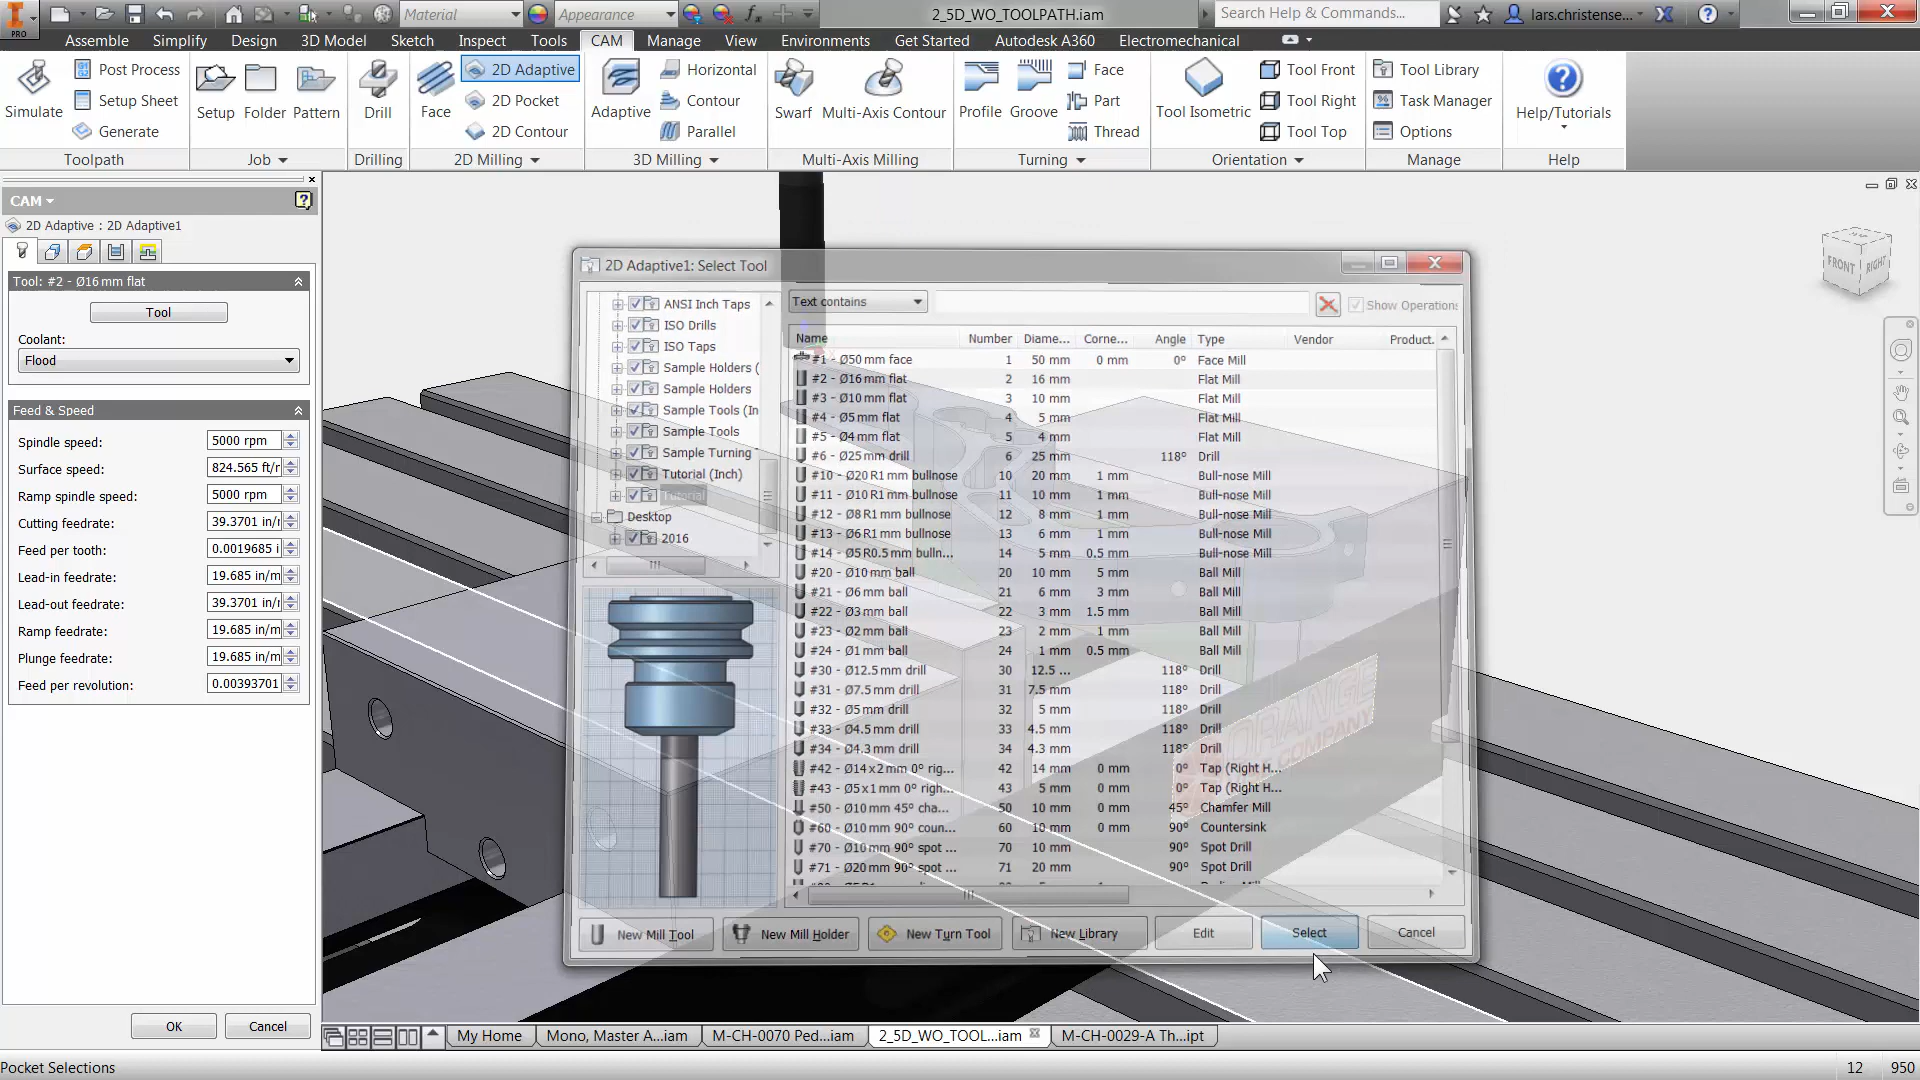 PRO
Material
Appearance
2_5D_WO_TOOLPATH.iam
Search Help & Commands...
lars.christense...
Assemble Simplify Design 3D Model Sketch Inspect Tools CAM Manage View Environments Get Started Autodesk A360 Electromechanical
Simulate
Post Process
Setup Sheet
Generate
Toolpath
Setup Folder Pattern
Job
Drill
Drilling
Face
2D Adaptive
2D Pocket
2D Contour
2D Milling
Adaptive
Horizontal
Contour
Parallel
3D Milling
Swarf Multi-Axis Contour
Multi-Axis Milling
Profile Groove
Face
Part
Thread
Turning
Tool Isometric
Tool Front
Tool Right
Tool Top
Orientation
Tool Library
Task Manager
Options
Manage
Help/Tutorials
Help
CAM
2D Adaptive : 2D Adaptive1
Tool: #2 - Ø16 mm flat
Tool
Coolant:
Flood
Feed & Speed
Spindle speed: 5000 rpm
Surface speed: 824.565 ft/r
Ramp spindle speed: 5000 rpm
Cutting feedrate: 39.3701 in/
Feed per tooth: 0.0019685 i
Lead-in feedrate: 19.685 in/m
Lead-out feedrate: 39.3701 in/
Ramp feedrate: 19.685 in/m
Plunge feedrate: 19.685 in/m
Feed per revolution: 0.00393701
OK Cancel
2D Adaptive1: Select Tool
ANSI Inch Taps
ISO Drills
ISO Taps
Sample Holders (
Sample Holders
Sample Tools (In
Sample Tools
Sample Turning
Tutorial (Inch)
Tutorial
Desktop
2016
Text contains
Show Operations
Name Number Diame... Corne... Angle Type Vendor Product.
#1 - Ø50 mm face 1 50 mm 0 mm 0° Face Mill
#2 - Ø16 mm flat 2 16 mm Flat Mill
#3 - Ø10 mm flat 3 10 mm Flat Mill
#4 - Ø5 mm flat 4 5 mm Flat Mill
#5 - Ø4 mm flat 5 4 mm Flat Mill
#6 - Ø25 mm drill 6 25 mm 118° Drill
#10 - Ø20 R1 mm bullnose 10 20 mm 1 mm Bull-nose Mill
#11 - Ø10 R1 mm bullnose 11 10 mm 1 mm Bull-nose Mill
#12 - Ø8 R1 mm bullnose 12 8 mm 1 mm Bull-nose Mill
#13 - Ø6 R1 mm bullnose 13 6 mm 1 mm Bull-nose Mill
#14 - Ø5 R0.5 mm bulln... 14 5 mm 0.5 mm Bull-nose Mill
#20 - Ø10 mm ball 20 10 mm 5 mm Ball Mill
#21 - Ø6 mm ball 21 6 mm 3 mm Ball Mill
#22 - Ø3 mm ball 22 3 mm 1.5 mm Ball Mill
#23 - Ø2 mm ball 23 2 mm 1 mm Ball Mill
#24 - Ø1 mm ball 24 1 mm 0.5 mm Ball Mill
#30 - Ø12.5 mm drill 30 12.5 ... 118° Drill
#31 - Ø7.5 mm drill 31 7.5 mm 118° Drill
#32 - Ø5 mm drill 32 5 mm 118° Drill
#33 - Ø4.5 mm drill 33 4.5 mm 118° Drill
#34 - Ø4.3 mm drill 34 4.3 mm 118° Drill
#42 - Ø14 x 2 mm 0° rig... 42 14 mm 0 mm 0° Tap (Right H...
#43 - Ø5 x 1 mm 0° righ... 43 5 mm 0 mm 0° Tap (Right H...
#50 - Ø10 mm 45° cha... 50 10 mm 0 mm 45° Chamfer Mill
#60 - Ø10 mm 90° coun... 60 10 mm 0 mm 90° Countersink
#70 - Ø10 mm 90° spot ... 70 10 mm 90° Spot Drill
#71 - Ø20 mm 90° spot ... 71 20 mm 90° Spot Drill
New Mill Tool New Mill Holder New Turn Tool New Library Edit Select Cancel
ORANGE
COMPANY
FRONT RIGHT
My Home Mono, Master A...iam M-CH-0070 Ped...iam 2_5D_WO_TOOL...iam M-CH-0029-A Th...ipt
Pocket Selections 12 950